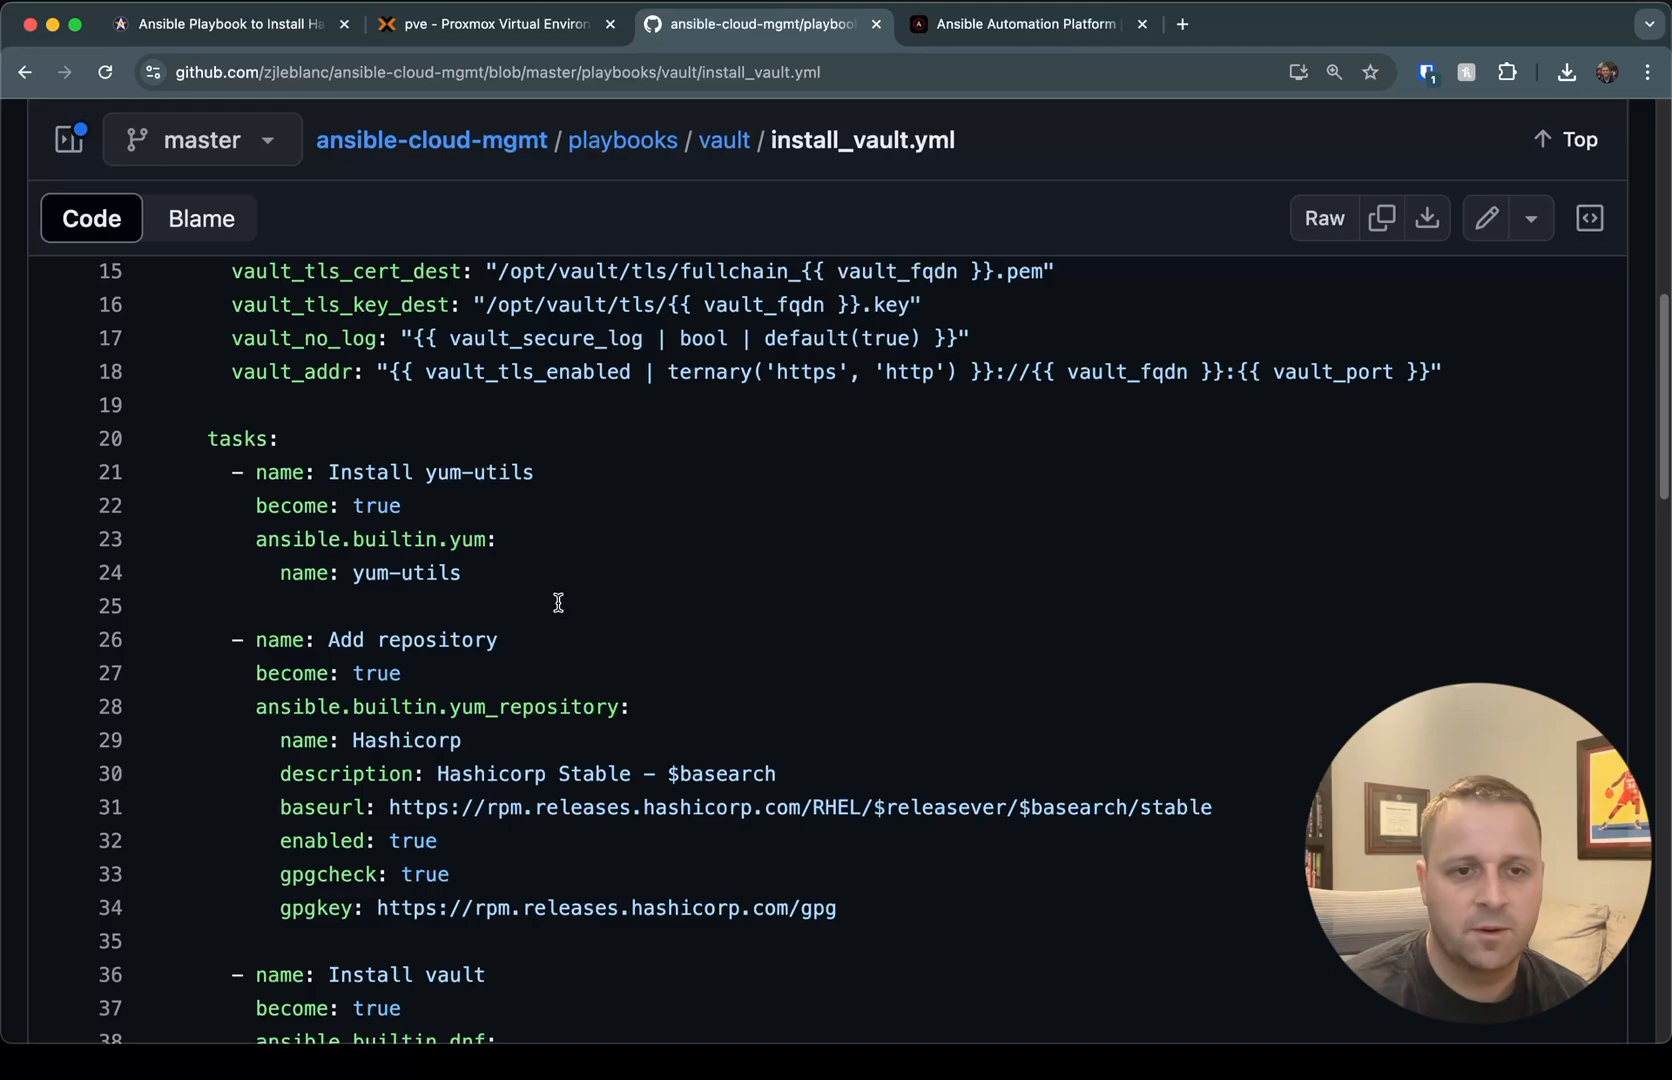 Ansible Playbook to Install Ha
pve - Proxmox Virtual Environ
ansible-cloud-mgmt/playboo
Ansible Automation Platform
github.com/zjleblanc/ansible-cloud-mgmt/blob/master/playbooks/vault/install_vault.yml
1
master
ansible-cloud-mgmt / playbooks / vault / install_vault.yml
Top
Code
Blame
Raw
15 vault_tls_cert_dest: "/opt/vault/tls/fullchain_{{ vault_fqdn }}.pem"
16 vault_tls_key_dest: "/opt/vault/tls/{{ vault_fqdn }}.key"
17 vault_no_log: "{{ vault_secure_log | bool | default(true) }}"
18 vault_addr: "{{ vault_tls_enabled | ternary('https', 'http') }}://{{ vault_fqdn }}:{{ vault_port }}"
19
20 tasks:
21 - name: Install yum-utils
22 become: true
23 ansible.builtin.yum:
24 name: yum-utils
25
26 - name: Add repository
27 become: true
28 ansible.builtin.yum_repository:
29 name: Hashicorp
30 description: Hashicorp Stable - $basearch
31 baseurl: https://rpm.releases.hashicorp.com/RHEL/$releasever/$basearch/stable
32 enabled: true
33 gpgcheck: true
34 gpgkey: https://rpm.releases.hashicorp.com/gpg
35
36 - name: Install vault
37 become: true
38 ansible.builtin.dnf: